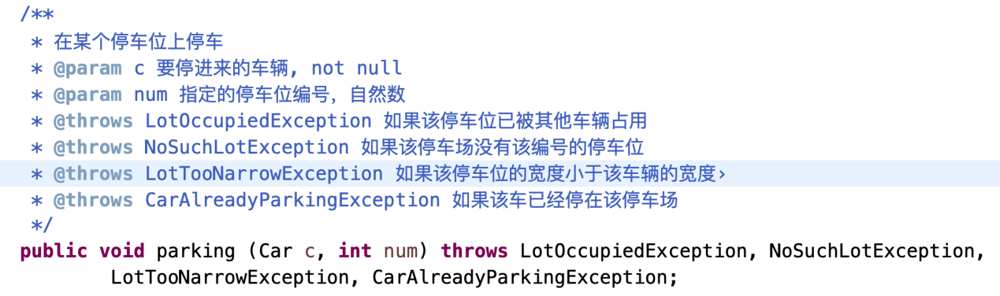 /**
* 在某个停车位上停车
* @param c 要停进来的车辆, not null
* @param num 指定的停车位编号，自然数
* @throws LotOccupiedException 如果该停车位已被其他车辆占用
* @throws NoSuchLotException 如果该停车场没有该编号的停车位
* @throws LotTooNarrowException 如果该停车位的宽度小于该车辆的宽度›
* @throws CarAlreadyParkingException 如果该车已经停在该停车场
*/
public void parking (Car c, int num) throws LotOccupiedException, NoSuchLotException,
LotTooNarrowException, CarAlreadyParkingException;